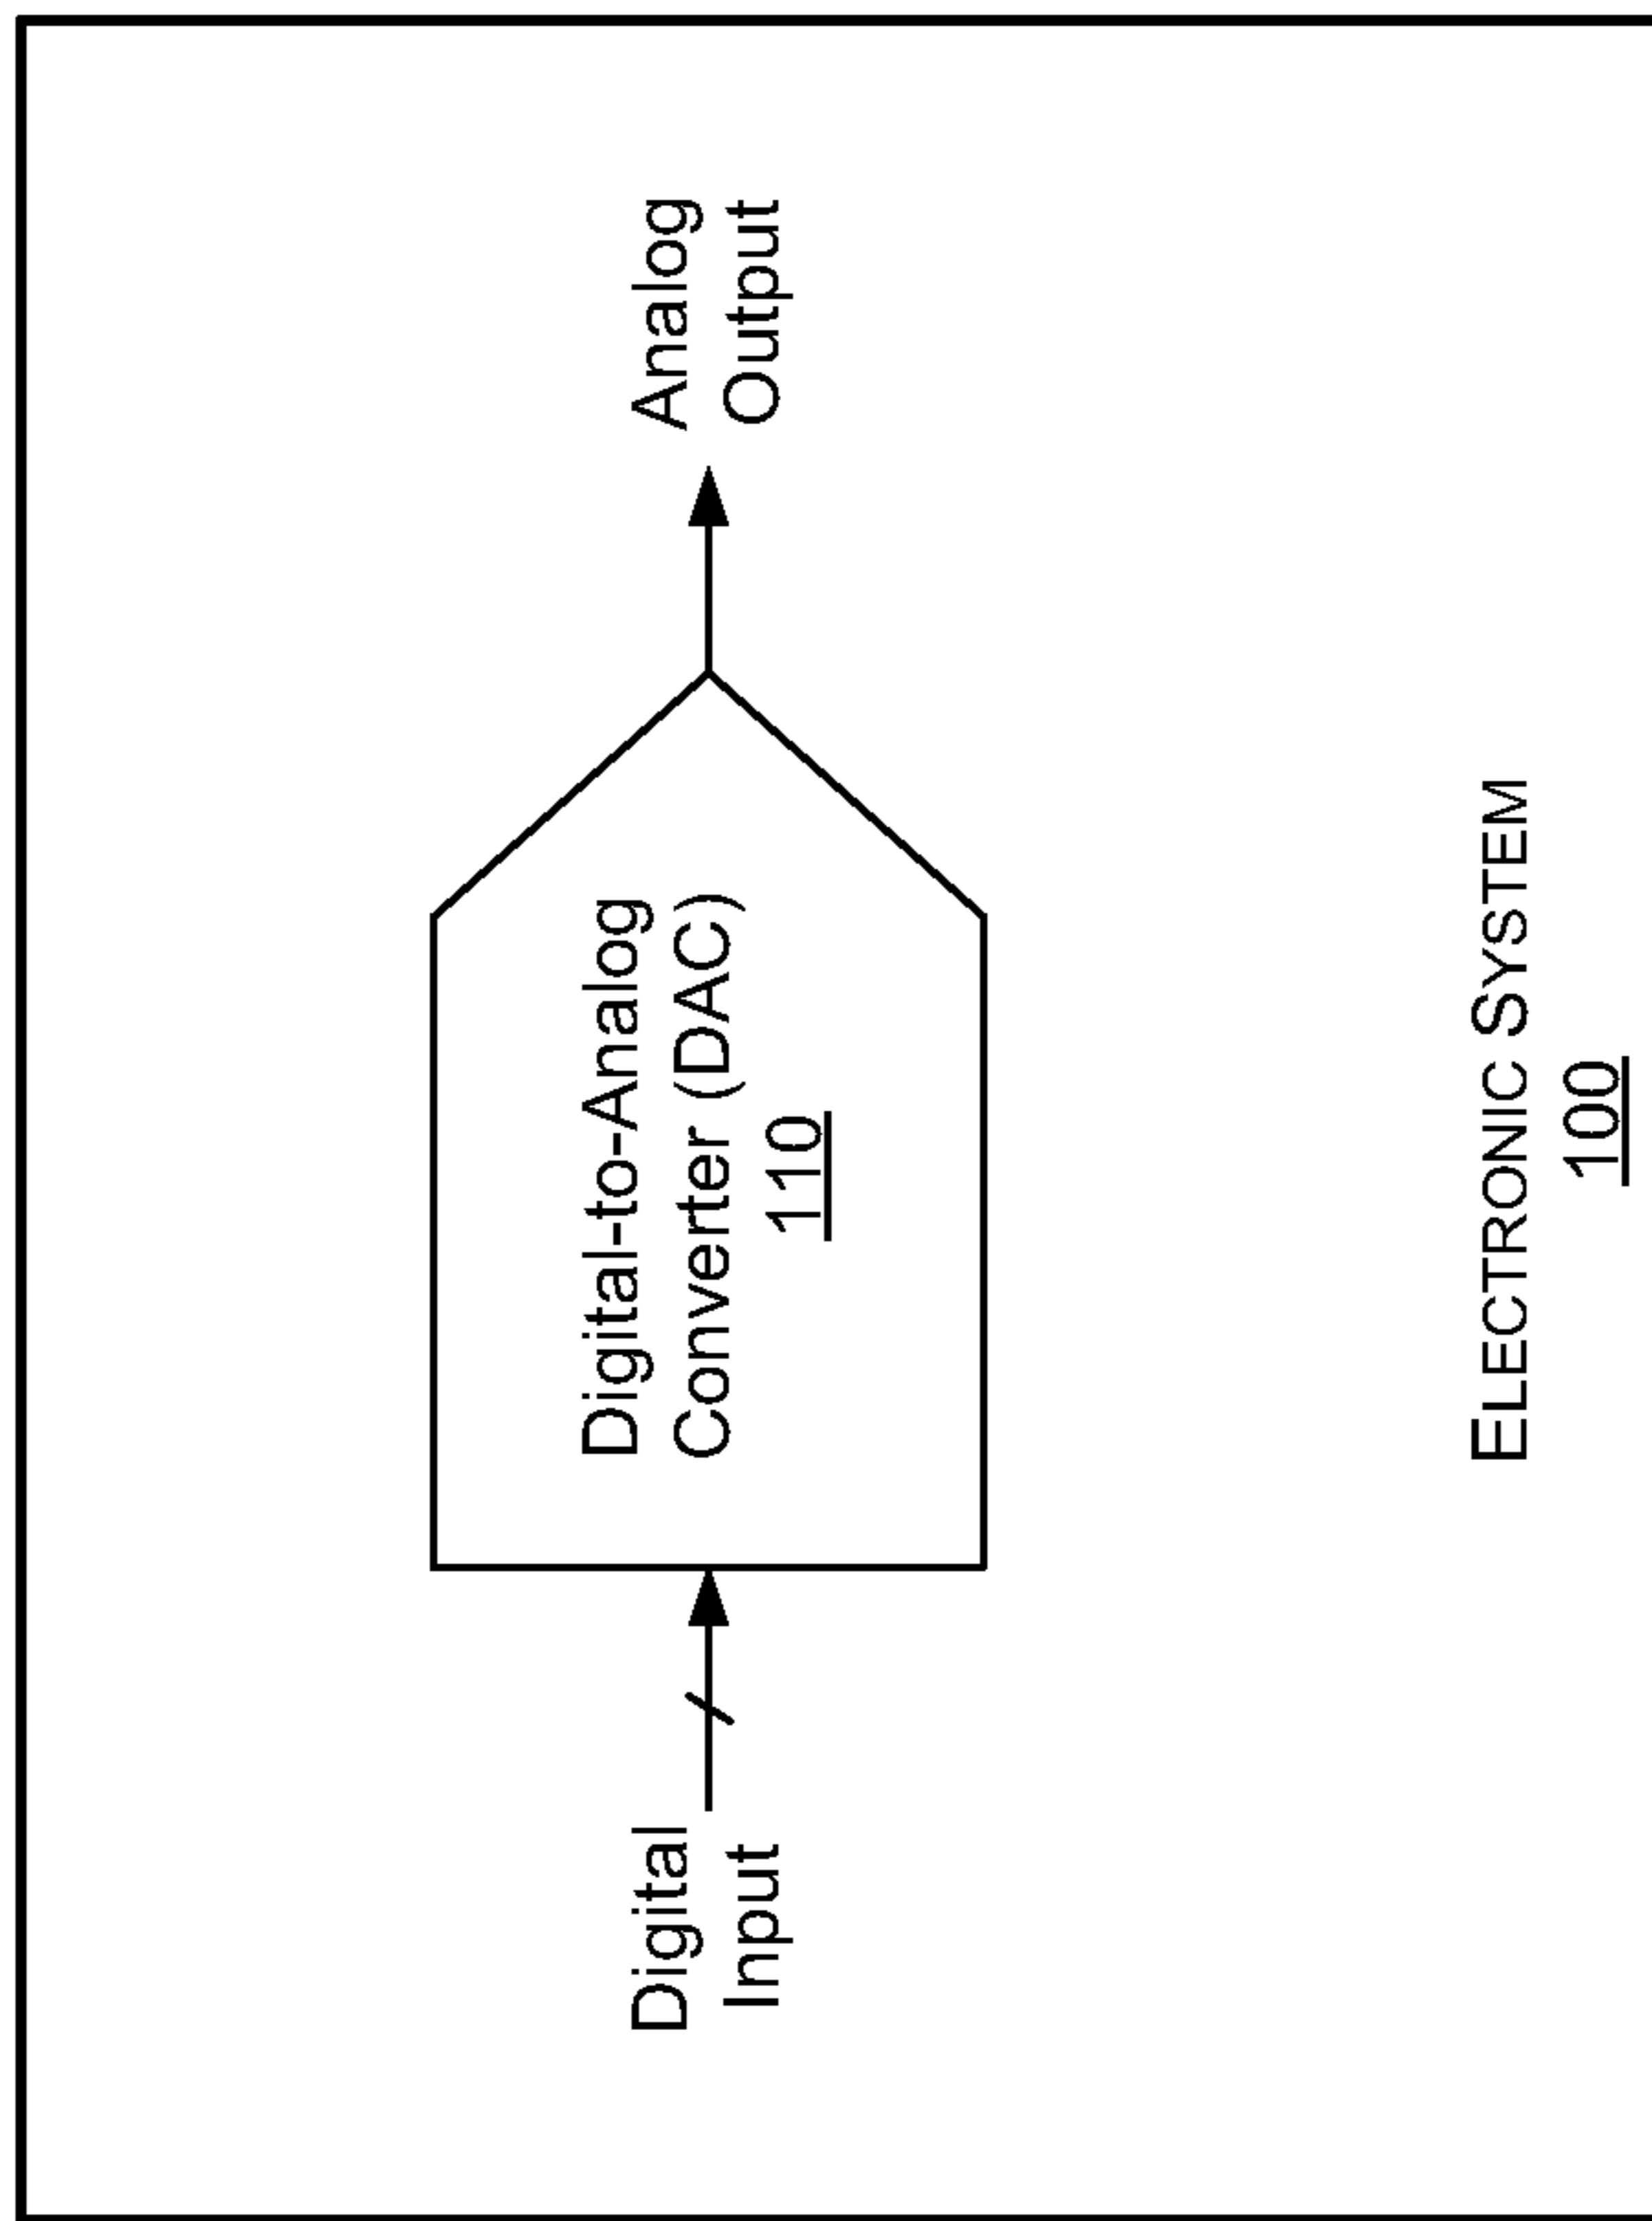 Digital
Input
Digital-to-Analog
Converter (DAC)
110
Analog
Output
ELECTRONIC SYSTEM
100